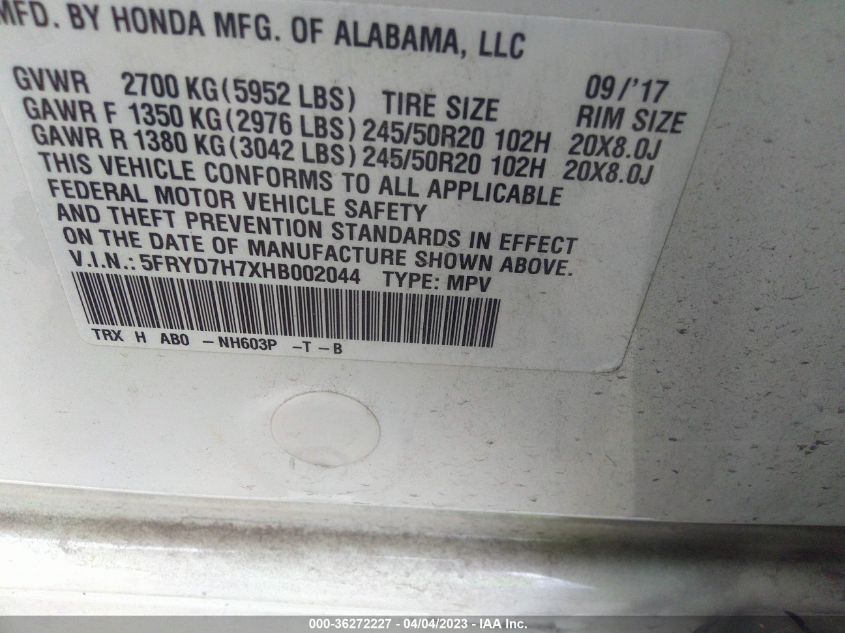 MFD. BY HONDA MFG. OF ALABAMA, LLC
GVWR 2700 KG(5952 LBS) TIRE SIZE 09/'17 RIM SIZE
GAWR F 1350 KG(2976 LBS)245/50R20 102H 20X8.0J
GAWR R 1380 KG(3042 LBS)245/50R20 102H 20X8.0J
THIS VEHICLE CONFORMS TO ALL APPLICABLE
FEDERAL MOTOR VEHICLE SAFETY
AND THEFT PREVENTION STANDARDS IN EFFECT
ON THE DATE OF MANUFACTURE SHOWN ABOVE.
V.I.N.: 5FRYD7H7XHB002044 TYPE: MPV
TRX H AB0 -NH603P -T-B
000-36272227 - 04/04/2023 - IAA Inc.